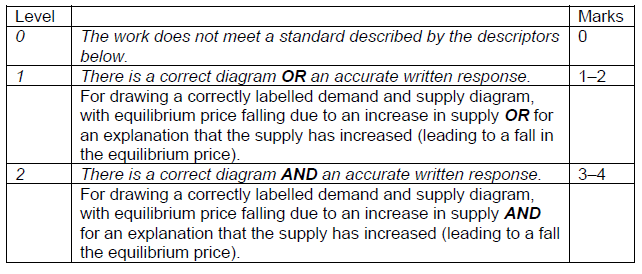 Level Marks
0 The work does not meet a standard described by the descriptors 0
below.
1 There is a correct diagram OR an accurate written response. 1–2
For drawing a correctly labelled demand and supply diagram,
with equilibrium price falling due to an increase in supply OR for
an explanation that the supply has increased (leading to a fall in
the equilibrium price).
2 There is a correct diagram AND an accurate written response. 3–4
For drawing a correctly labelled demand and supply diagram,
with equilibrium price falling due to an increase in supply AND
for an explanation that the supply has increased (leading to a fall
the equilibrium price).